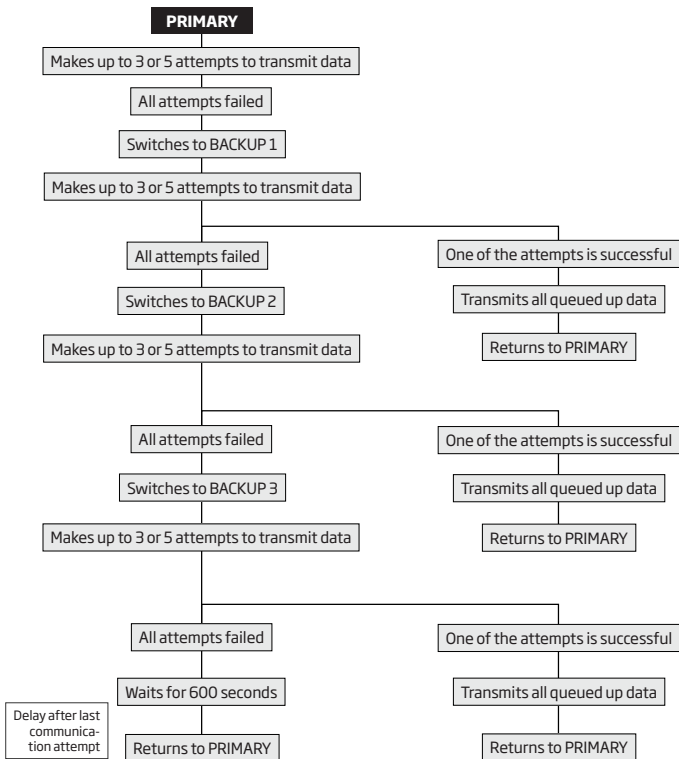 PRIMARY
Makes up to 3 or 5 attempts to transmit data
All attempts failed
Switches to BACKUP 1
Makes up to 3 or 5 attempts to transmit data
All attempts failed
One of the attempts is successful
Switches to BACKUP 2
Transmits all queued up data
Makes up to 3 or 5 attempts to transmit data
Returns to PRIMARY
All attempts failed
One of the attempts is successful
Switches to BACKUP 3
Transmits all queued up data
Makes up to 3 or 5 attempts to transmit data
Returns to PRIMARY
All attempts failed
One of the attempts is successful
Waits for 600 seconds
Transmits all queued up data
Delay after last
communica-
tion attempt
Returns to PRIMARY
Returns to PRIMARY